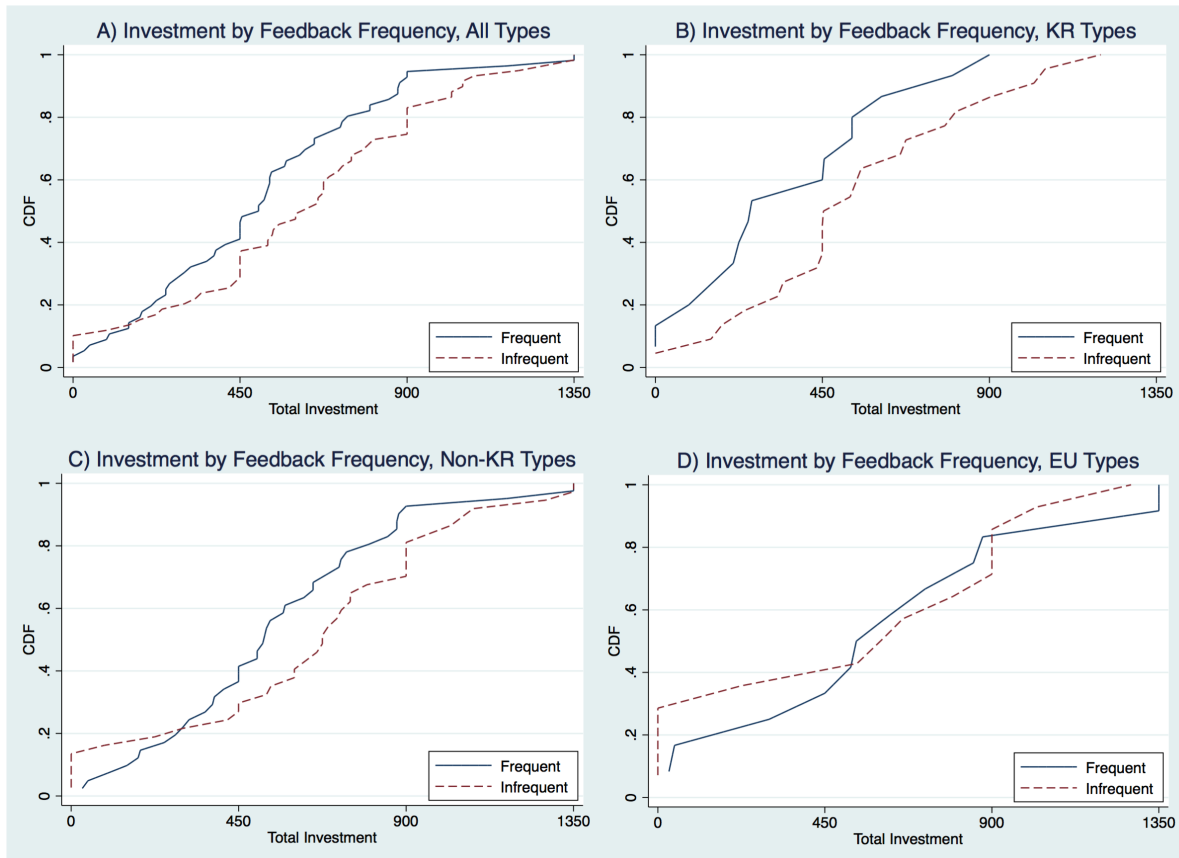 A) Investment by Feedback Frequency, All Types
CDF
1
.8
.6
.4
.2
0
Frequent
Infrequent
0 450 900 1350
Total Investment
B) Investment by Feedback Frequency, KR Types
CDF
1
.8
.6
.4
.2
0
Frequent
Infrequent
0 450 900 1350
Total Investment
C) Investment by Feedback Frequency, Non-KR Types
CDF
1
.8
.6
.4
.2
0
Frequent
Infrequent
0 450 900 1350
Total Investment
D) Investment by Feedback Frequency, EU Types
CDF
1
.8
.6
.4
.2
0
Frequent
Infrequent
0 450 900 1350
Total Investment